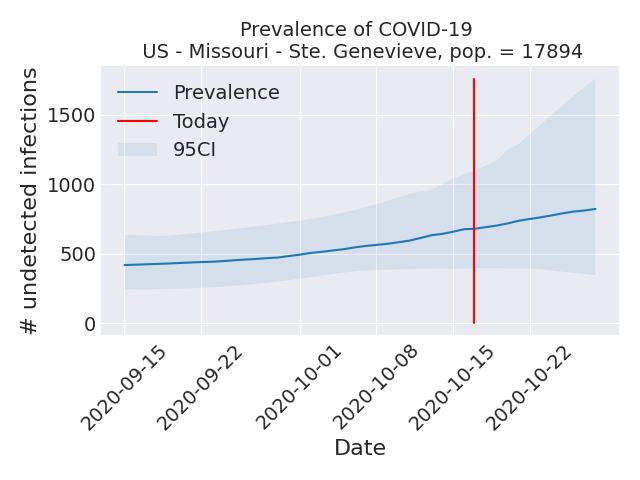 Prevalence of COVID-19
US - Missouri - Ste. Genevieve, pop. = 17894
# undetected infections
1500
1000
500
0
Prevalence
Today
95CI
2020-09-15
2020-09-22
2020-10-01
2020-10-08
2020-10-15
2020-10-22
Date